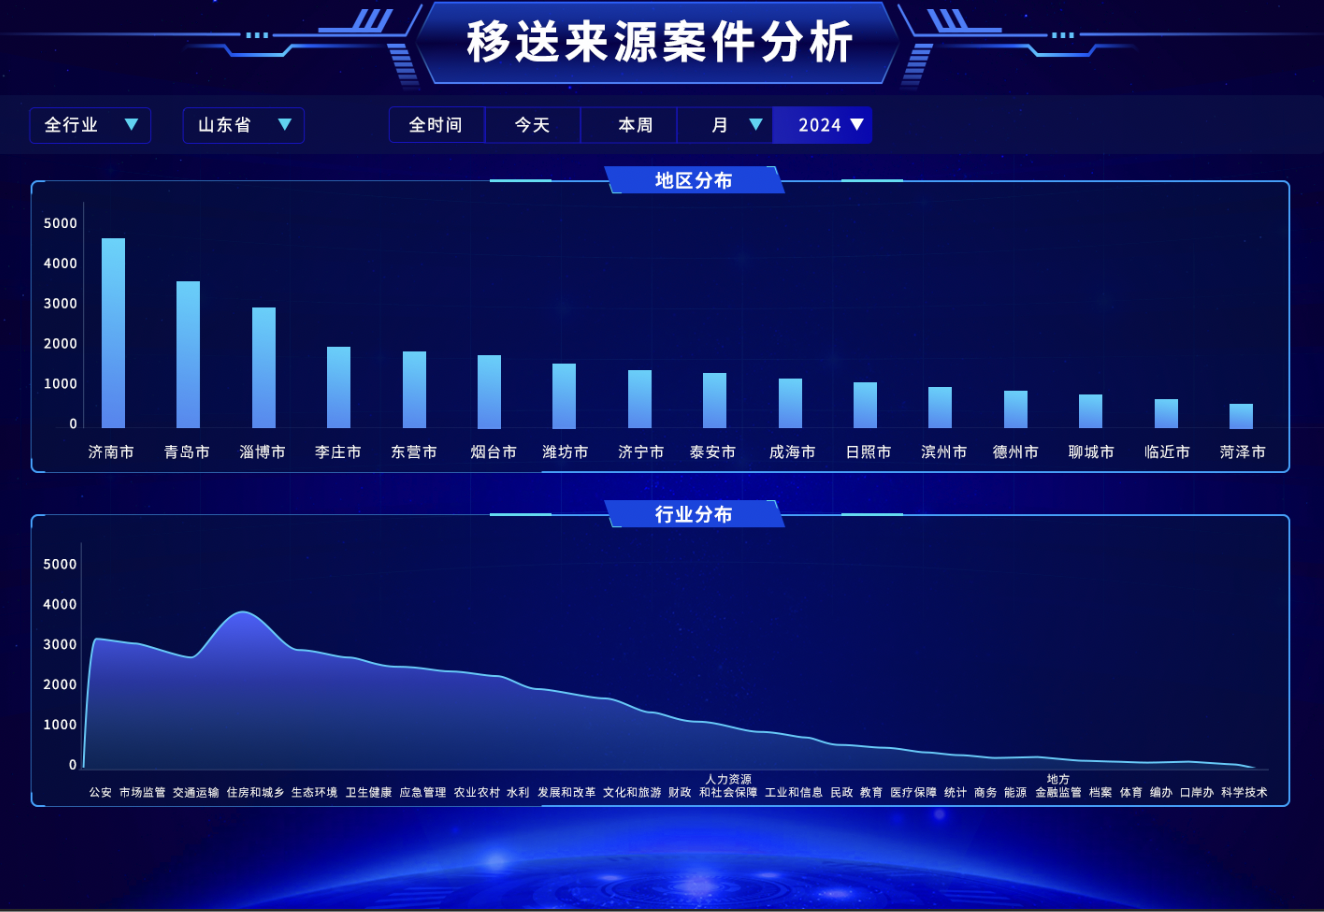 移送来源案件分析
全行业 ▼ 山东省 ▼ 全时间 今天 本周 月 ▼ 2024 ▼
地区分布
5000
4000
3000
2000
1000
0
济南市 青岛市 淄博市 李庄市 东营市 烟台市 潍坊市 济宁市 泰安市 成海市 日照市 滨州市 德州市 聊城市 临近市 菏泽市
行业分布
5000
4000
3000
2000
1000
0
公安 市场监管 交通运输 住房和城乡 生态环境 卫生健康 应急管理 农业农村 水利 发展和改革 文化和旅游 财政 人力资源和社会保障 工业和信息 民政 教育 医疗保障 统计 商务 能源 地方金融监管 档案 体育 编办 口岸办 科学技术